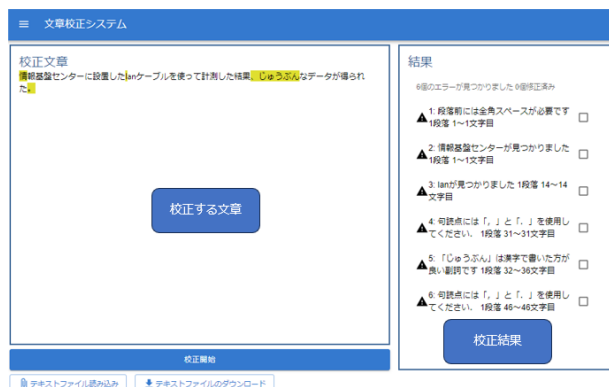 文章校正システム
校正文章
情報基盤センターに設置したlanケーブルを使って計測した結果、じゅうぶんなデータが得られ
た。
校正する文章
校正開始
テキストファイル読み込み
テキストファイルのダウンロード
結果
6個のエラーが見つかりました 0個修正済み
1: 段落前には全角スペースが必要です
1段落 1～1文字目
2: 情報基盤センターが見つかりました
1段落 1～1文字目
3: lanが見つかりました 1段落 14～14
文字目
4: 句読点には「，」と「．」を使用し
てください． 1段落 31～31文字目
5: 「じゅうぶん」は漢字で書いた方が
良い副詞です 1段落 32～36文字目
6: 句読点には「，」と「．」を使用し
てください． 1段落 46～46文字目
校正結果